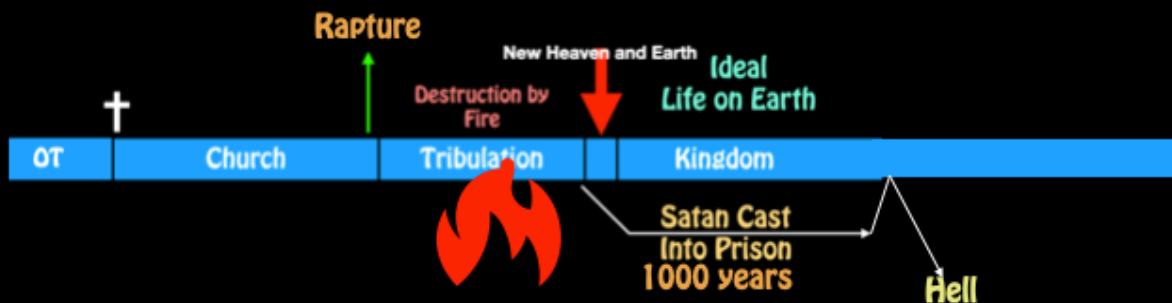 Rapture
New Heaven and Earth
Ideal
Life on Earth
Destruction by
Fire
OT
Church
Tribulation
Kingdom
Satan Cast
Into Prison
1000 years
Hell